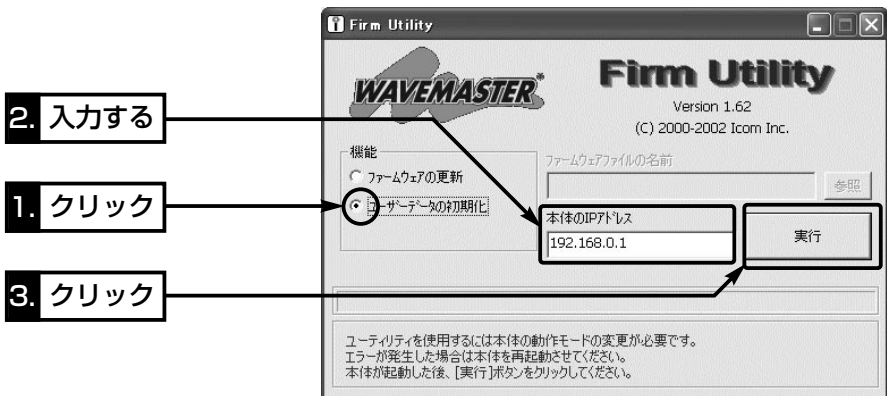 Firm Utility
WAVEMASTER
Firm Utility
Version 1.62
(C) 2000-2002 Icom Inc.
2. 入力する
1. クリック
3. クリック
機能
ファームウェアの更新
ユーザーデータの初期化
ファームウェアファイルの名前
参照
本体のIPアドレス
192.168.0.1
実行
ユーティリティを使用するには本体の動作モードの変更が必要です。
エラーが発生した場合は本体を再起動させてください。
本体が起動した後、[実行]ボタンをクリックしてください。